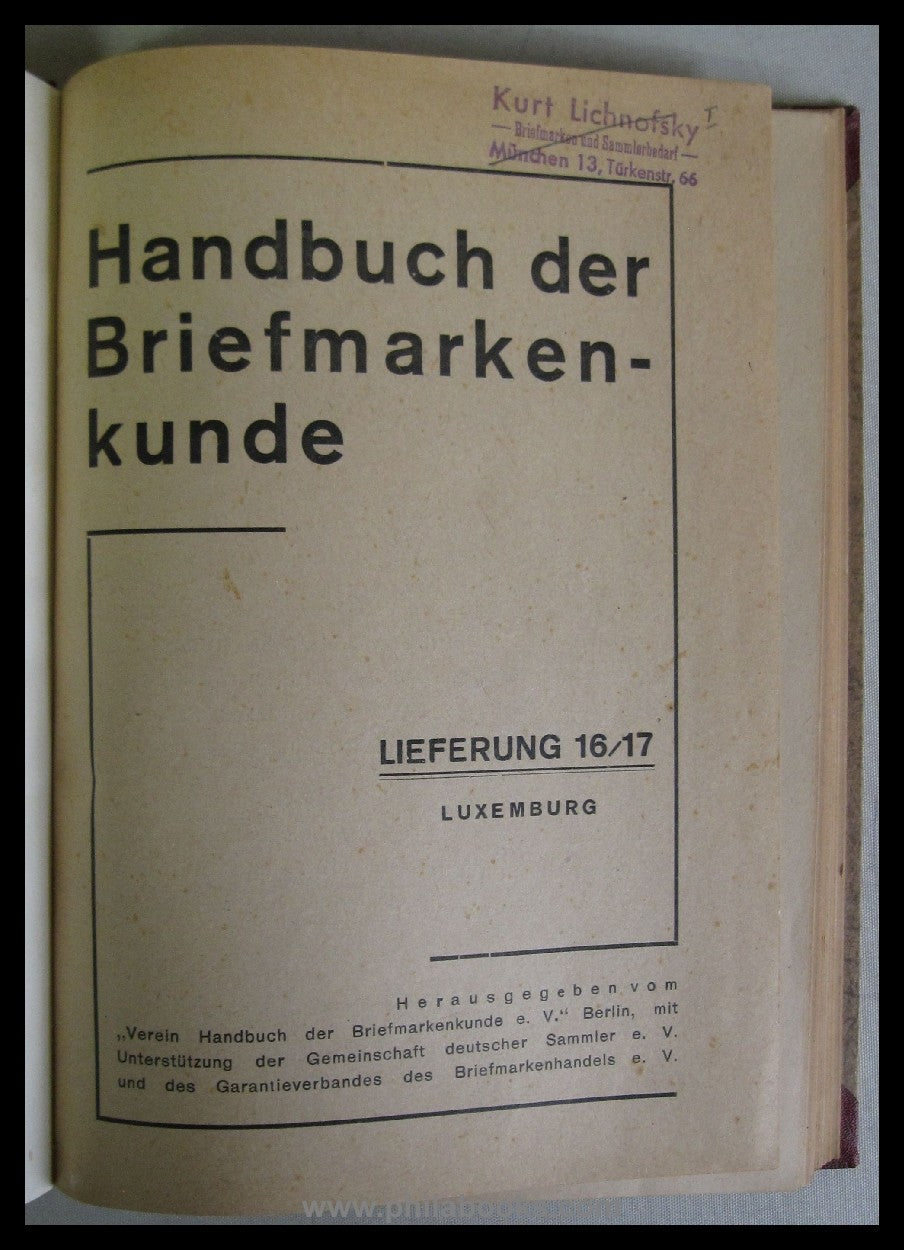 Kurt Lichnofsky
— Briefmarken und Sammlerbedarf —
München 13, Türkenstr. 66
Handbuch der
Briefmarken-
kunde
LIEFERUNG 16/17
LUXEMBURG
Herausgegeben vom
„Verein Handbuch der Briefmarkenkunde e. V.“ Berlin, mit
Unterstützung der Gemeinschaft deutscher Sammler e. V.
und des Garantieverbandes des Briefmarkenhandels e. V.